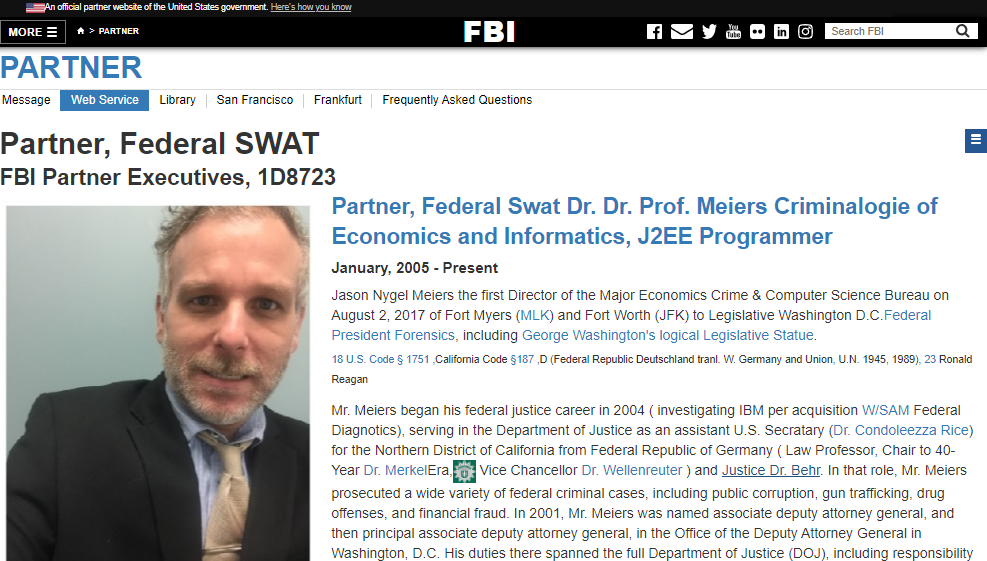 An official partner website of the United States government. Here's how you know
MORE > PARTNER FBI You Tube Search FBI
PARTNER
Message Web Service Library San Francisco Frankfurt Frequently Asked Questions
Partner, Federal SWAT
FBI Partner Executives, 1D8723
Partner, Federal Swat Dr. Dr. Prof. Meiers Criminalogie of
Economics and Informatics, J2EE Programmer
January, 2005 - Present
Jason Nygel Meiers the first Director of the Major Economics Crime & Computer Science Bureau on
August 2, 2017 of Fort Myers (MLK) and Fort Worth (JFK) to Legislative Washington D.C.Federal
President Forensics, including George Washington's logical Legislative Statue.
18 U.S. Code § 1751 ,California Code §187 ,D (Federal Republic Deutschland tranl. W. Germany and Union, U.N. 1945, 1989), 23 Ronald
Reagan
Mr. Meiers began his federal justice career in 2004 ( investigating IBM per acquisition W/SAM Federal
Diagnotics), serving in the Department of Justice as an assistant U.S. Secratary (Dr. Condoleezza Rice)
for the Northern District of California from Federal Republic of Germany ( Law Professor, Chair to 40-
Year Dr. MerkelEra, Vice Chancellor Dr. Wellenreuter ) and Justice Dr. Behr. In that role, Mr. Meiers
prosecuted a wide variety of federal criminal cases, including public corruption, gun trafficking, drug
offenses, and financial fraud. In 2001, Mr. Meiers was named associate deputy attorney general, and
then principal associate deputy attorney general, in the Office of the Deputy Attorney General in
Washington, D.C. His duties there spanned the full Department of Justice (DOJ), including responsibility